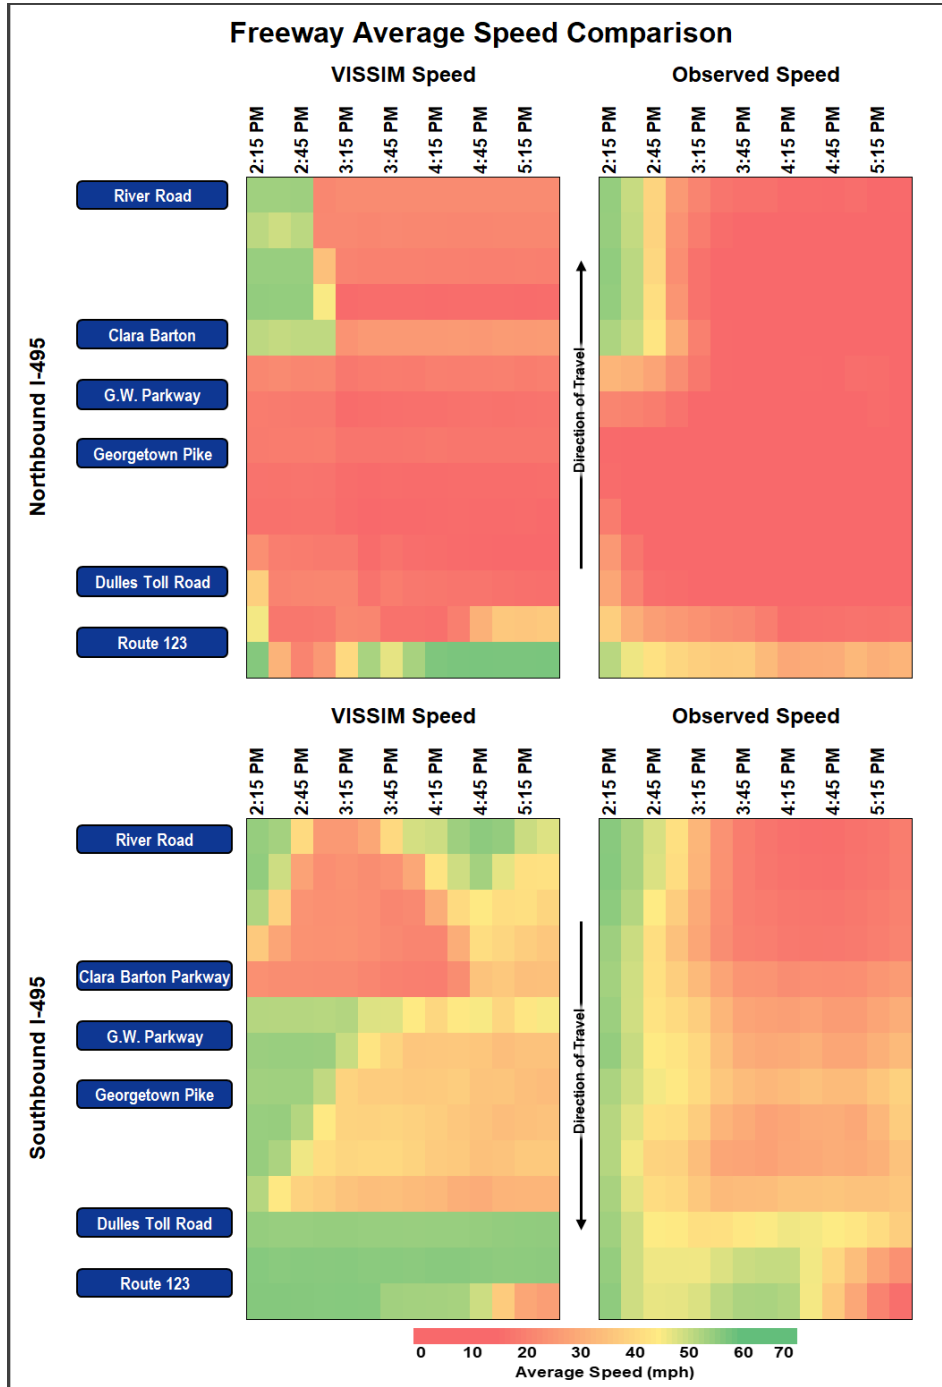 Freeway Average Speed Comparison
VISSIM Speed
Observed Speed
2:15 PM
2:45 PM
3:15 PM
3:45 PM
4:15 PM
4:45 PM
5:15 PM
2:15 PM
2:45 PM
3:15 PM
3:45 PM
4:15 PM
4:45 PM
5:15 PM
Northbound I-495
River Road
Clara Barton
G.W. Parkway
Georgetown Pike
Dulles Toll Road
Route 123
Direction of Travel
VISSIM Speed
Observed Speed
2:15 PM
2:45 PM
3:15 PM
3:45 PM
4:15 PM
4:45 PM
5:15 PM
2:15 PM
2:45 PM
3:15 PM
3:45 PM
4:15 PM
4:45 PM
5:15 PM
Southbound I-495
River Road
Clara Barton Parkway
G.W. Parkway
Georgetown Pike
Dulles Toll Road
Route 123
Direction of Travel
0 10 20 30 40 50 60 70
Average Speed (mph)